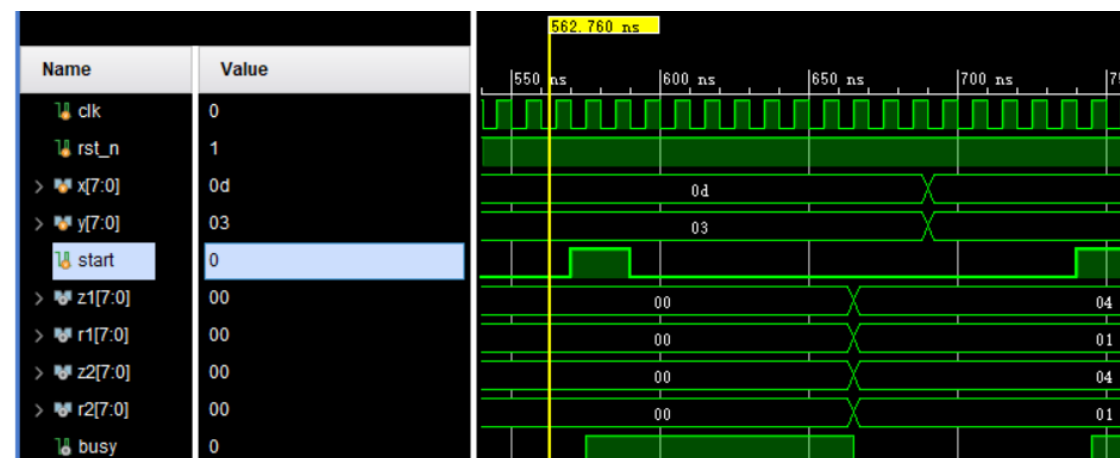 562.760 ns
Name Value
550 ns 600 ns 650 ns 700 ns
clk 0
rst_n 1
x[7:0] 0d 0d
y[7:0] 03 03
start 0
z1[7:0] 00 00 04
r1[7:0] 00 00 01
z2[7:0] 00 00 04
r2[7:0] 00 00 01
busy 0